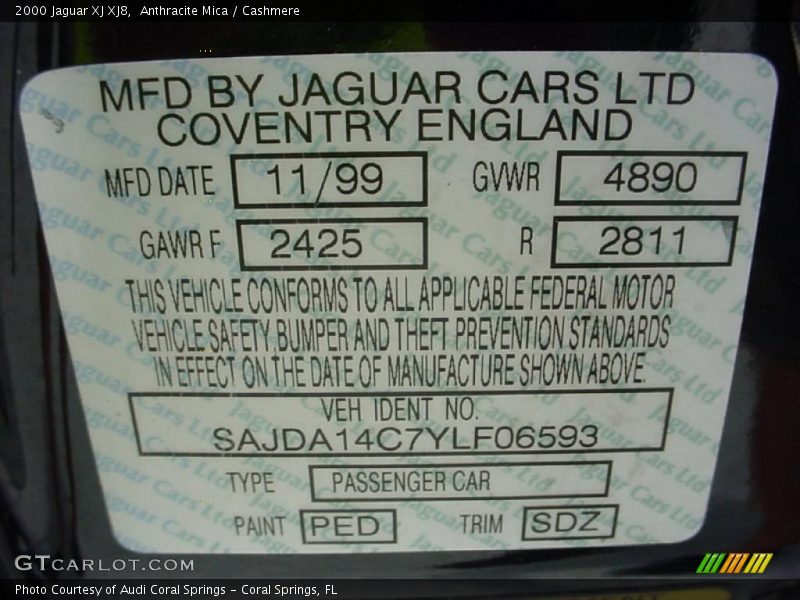 2000 Jaguar XJ XJ8,  Anthracite Mica / Cashmere
MFD BY JAGUAR CARS LTD
COVENTRY ENGLAND
MFD DATE 11/99 GVWR 4890
GAWR F 2425 R 2811
THIS VEHICLE CONFORMS TO ALL APPLICABLE FEDERAL MOTOR
VEHICLE SAFETY BUMPER AND THEFT PREVENTION STANDARDS
IN EFFECT ON THE DATE OF MANUFACTURE SHOWN ABOVE.
VEH IDENT NO.
SAJDA14C7YLF06593
TYPE PASSENGER CAR
PAINT PED TRIM SDZ
GTCARLOT.COM
Photo Courtesy of Audi Coral Springs - Coral Springs, FL